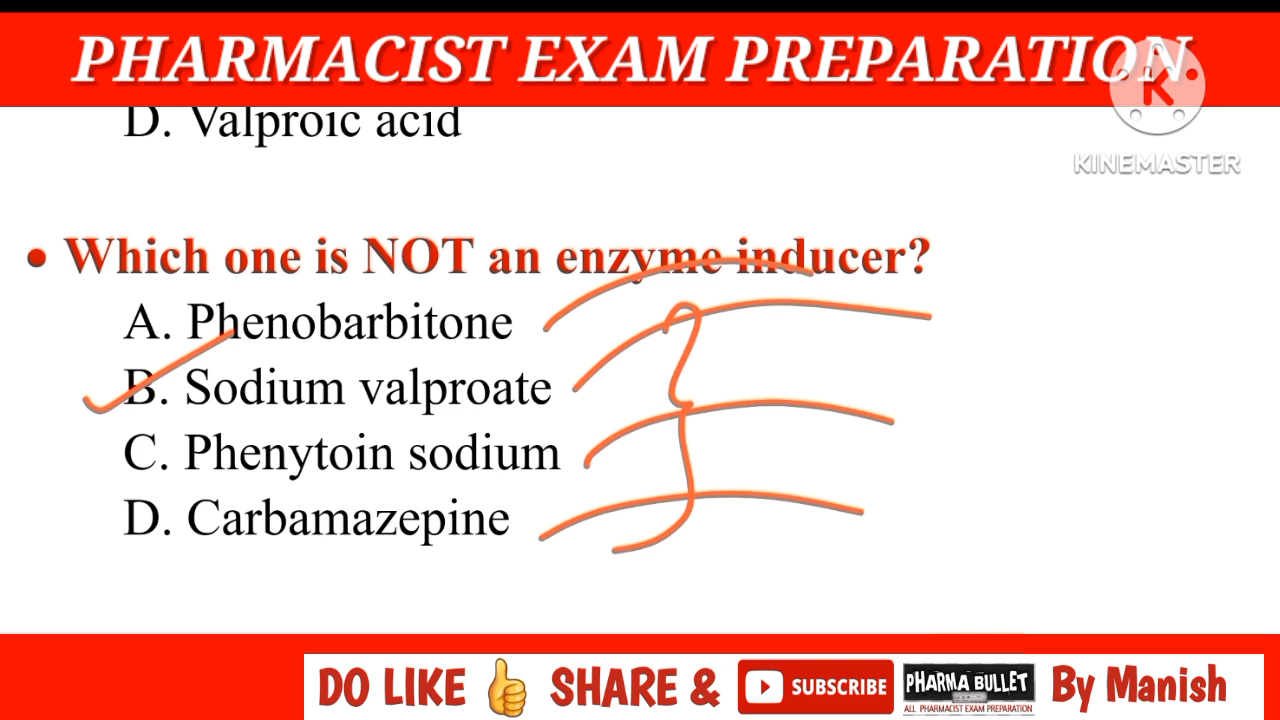 PHARMACIST EXAM PREPARATION
KINEMASTER
D. Valproic acid
• Which one is NOT an enzyme inducer?
A. Phenobarbitone
B. Sodium valproate
C. Phenytoin sodium
D. Carbamazepine
DO LIKE 👍 SHARE & SUBSCRIBE PHARMA BULLET By Manish
ALL PHARMACIST EXAM PREPARATION